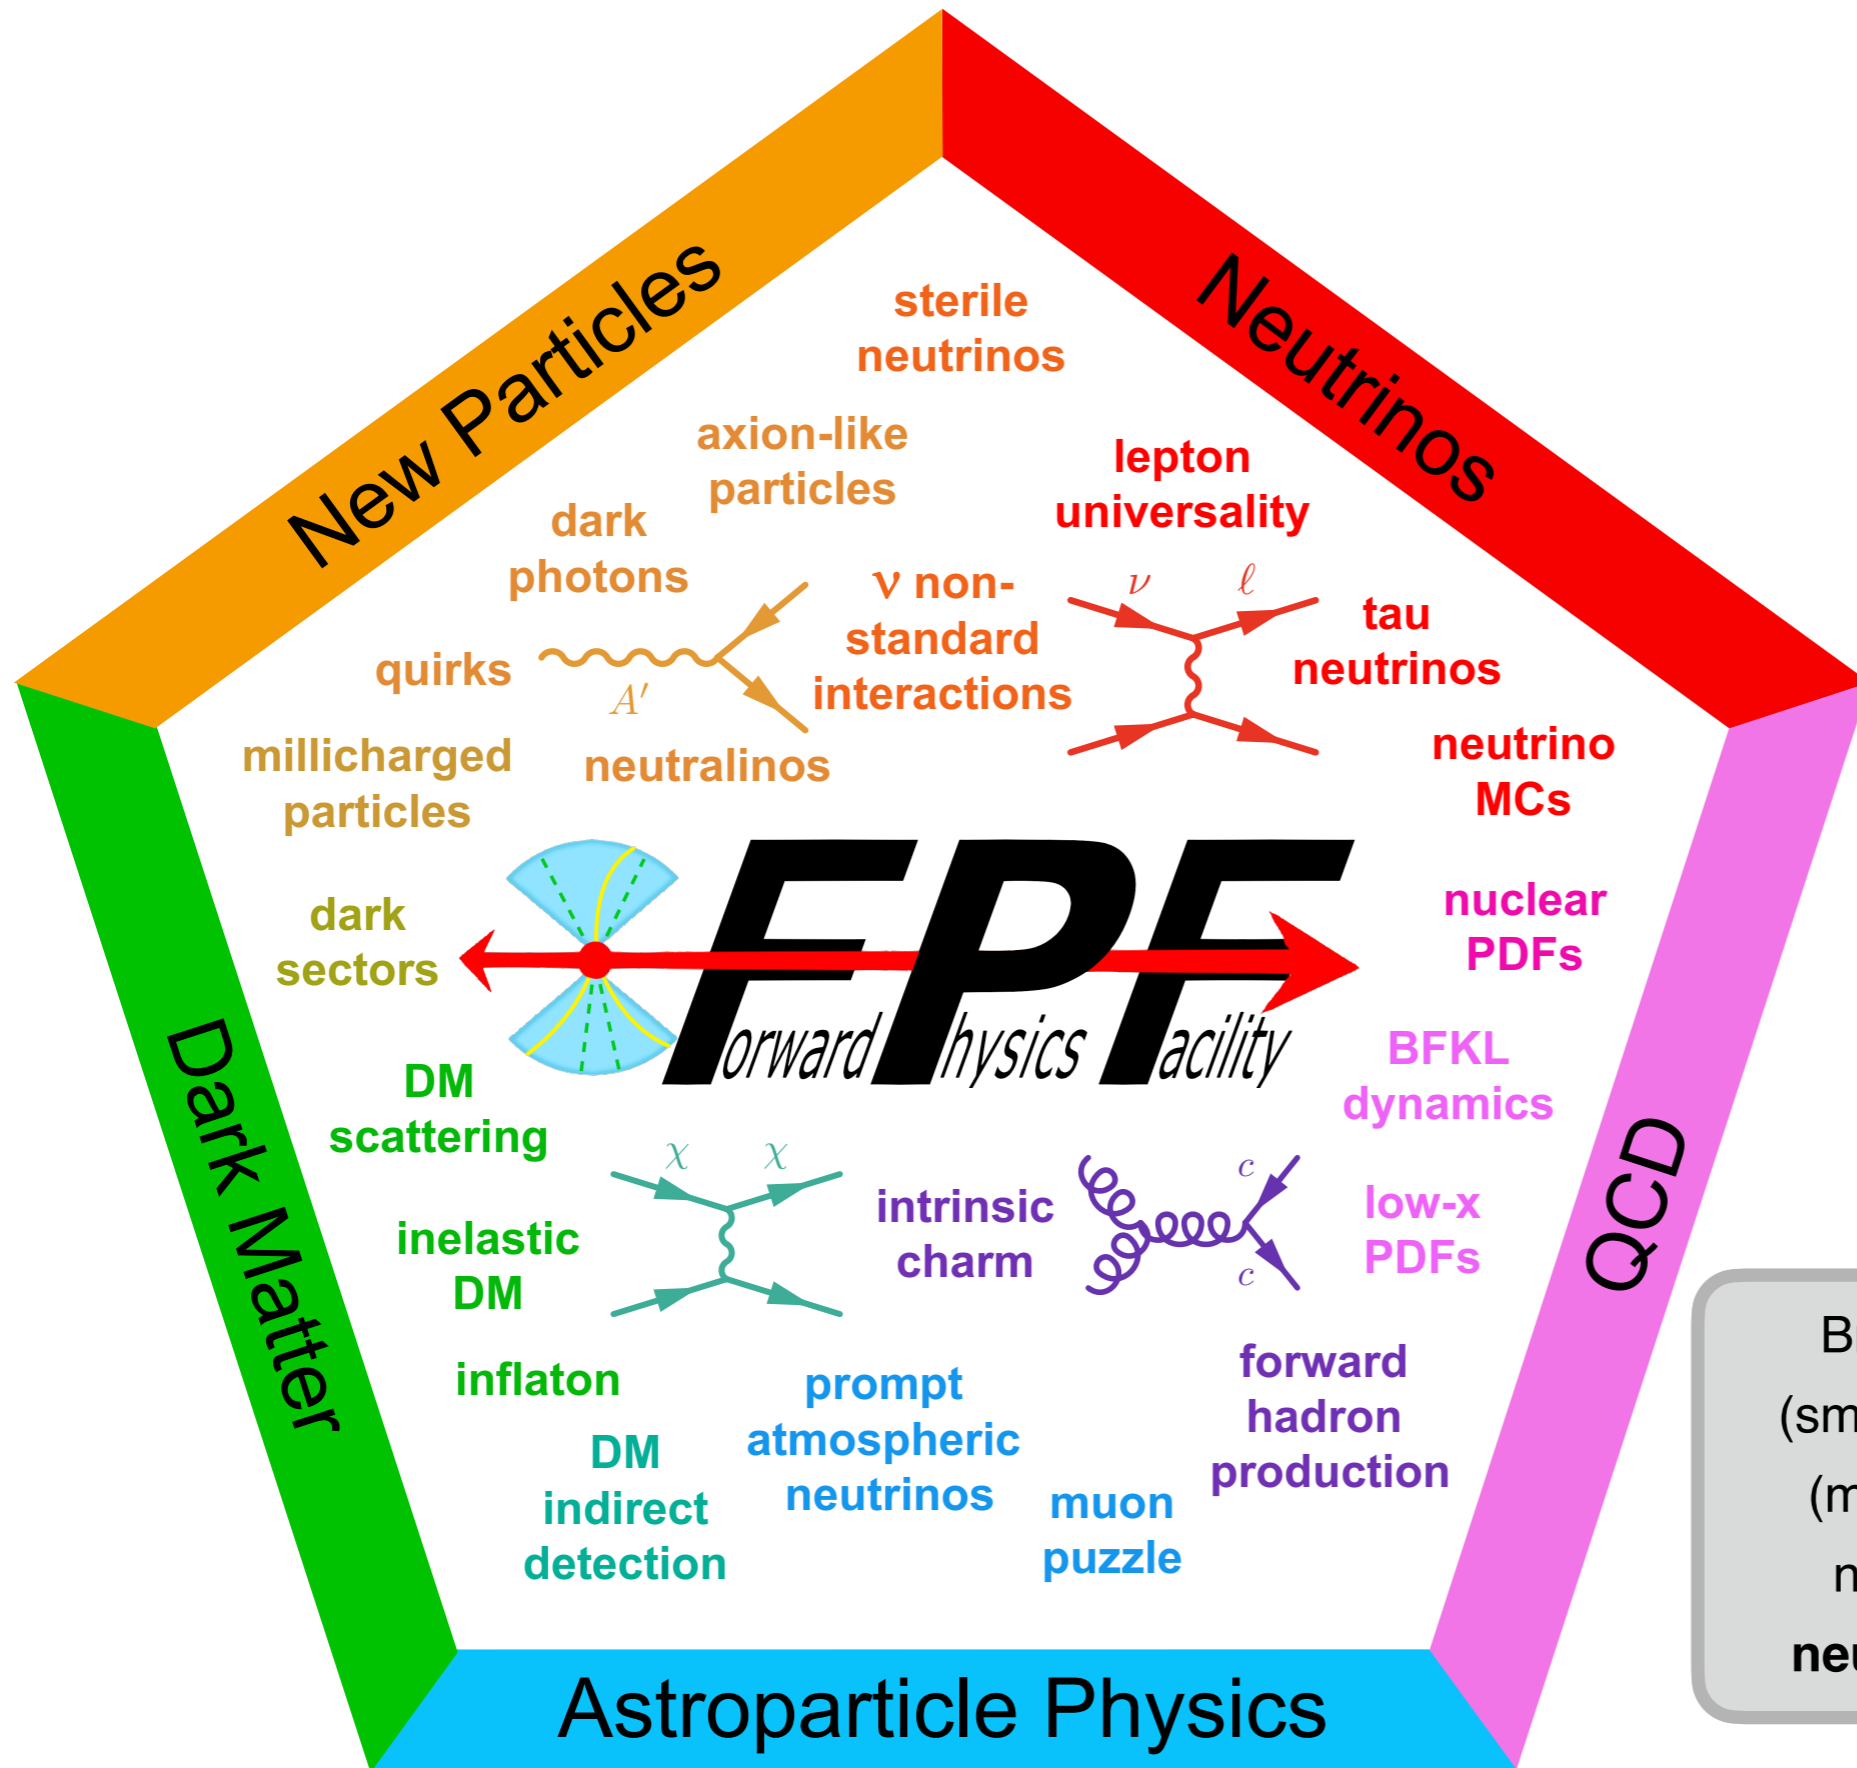 New Particles
Neutrinos
sterile
neutrinos
axion-like
particles
lepton
universality
dark
photons
ν non-
standard
interactions
ν ℓ
tau
neutrinos
quirks
A′
neutralinos
millicharged
particles
neutrino
MCs
dark
sectors
Forward Physics Facility
nuclear
PDFs
BFKL
dynamics
Dark Matter
QCD
DM
scattering
χ χ
inelastic
DM
intrinsic
charm
c
c
low-x
PDFs
inflaton
prompt
atmospheric
neutrinos
forward
hadron
production
DM
indirect
detection
muon
puzzle
Astroparticle Physics